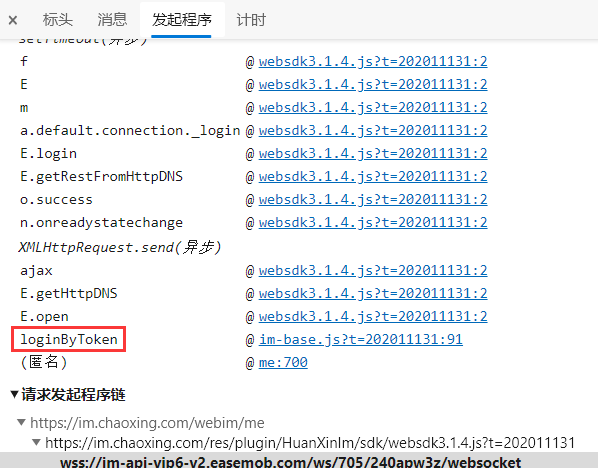 × 标头 消息 发起程序 计时
setTimeout(异步)
f @ websdk3.1.4.js?t=202011131:2
E @ websdk3.1.4.js?t=202011131:2
m @ websdk3.1.4.js?t=202011131:2
a.default.connection._login @ websdk3.1.4.js?t=202011131:2
E.login @ websdk3.1.4.js?t=202011131:2
E.getRestFromHttpDNS @ websdk3.1.4.js?t=202011131:2
o.success @ websdk3.1.4.js?t=202011131:2
n.onreadystatechange @ websdk3.1.4.js?t=202011131:2
XMLHttpRequest.send(异步)
ajax @ websdk3.1.4.js?t=202011131:2
E.getHttpDNS @ websdk3.1.4.js?t=202011131:2
E.open @ websdk3.1.4.js?t=202011131:2
loginByToken @ im-base.js?t=202011131:91
(匿名) @ me:700
▼请求发起程序链
▼ https://im.chaoxing.com/webim/me
▼ https://im.chaoxing.com/res/plugin/HuanXinIm/sdk/websdk3.1.4.js?t=202011131
wss://im-api-vip6-v2.easemob.com/ws/705/240apw3z/websocket